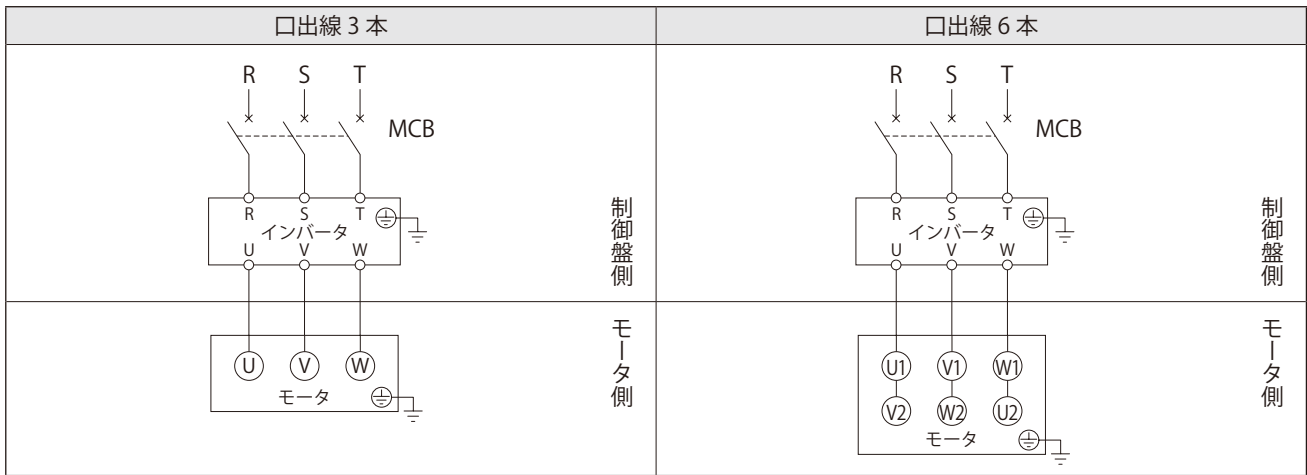 口出線 3 本
R S T
MCB
R S T
インバータ
U V W
制御盤側
U V W
モータ
モータ側
口出線 6 本
R S T
MCB
R S T
インバータ
U V W
制御盤側
U1 V1 W1
V2 W2 U2
モータ
モータ側